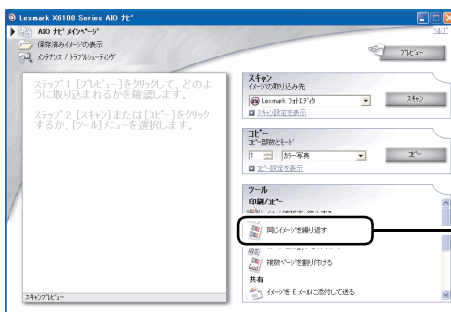 Lexmark X6100 Series AIO ﾅﾋﾞ
AIO ﾅﾋﾞ ﾒｲﾝﾍﾟｰｼﾞ
保存済みｲﾒｰｼﾞの表示
ﾒﾝﾃﾅﾝｽ / ﾄﾗﾌﾞﾙｼｭｰﾃｨﾝｸﾞ
ﾍﾙﾌﾟ
ﾌﾟﾚﾋﾞｭｰ
ステップ 1 [プレビュー]をクリックして、どのよ
うに取り込まれるかを確認します。
ステップ 2 [スキャン]または[コピー]をクリック
するか、[ツール]メニューを選択します。
スキャン
ｲﾒｰｼﾞの取り込み先
Lexmark ﾌｫﾄｴﾃﾞｨﾀ
ｽｷｬﾝ
ｽｷｬﾝ設定を表示
コピー
ｺﾋﾟｰ部数とﾓｰﾄﾞ
1
ｶﾗｰ写真
ｺﾋﾟｰ
ｺﾋﾟｰ設定を表示
ツール
印刷/ｺﾋﾟｰ
同じｲﾒｰｼﾞを繰り返す
複数ﾍﾟｰｼﾞを割り付ける
共有
ｲﾒｰｼﾞを E ﾒｰﾙに添付して送る
ｽｷｬﾝﾌﾟﾚﾋﾞｭｰ